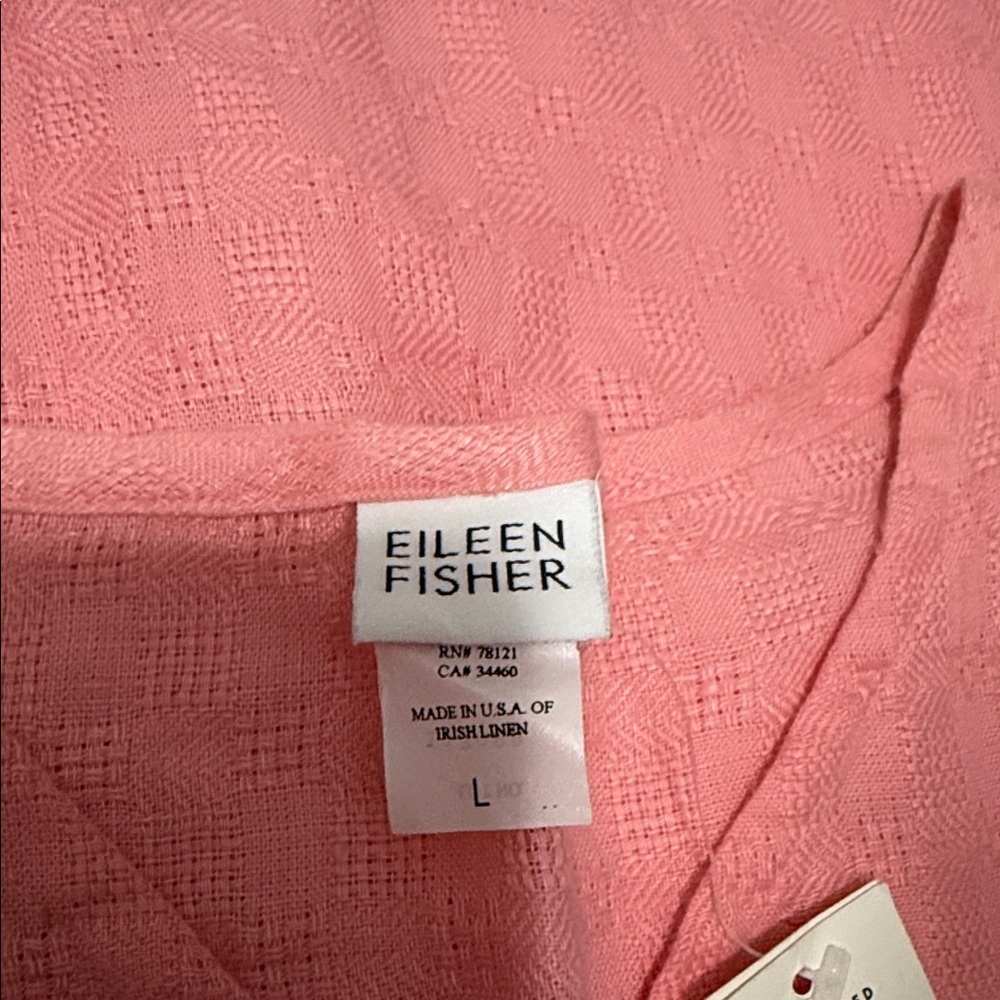 EILEEN
FISHER
RN# 78121
CA# 34460
MADE IN U.S.A. OF
IRISH LINEN
L